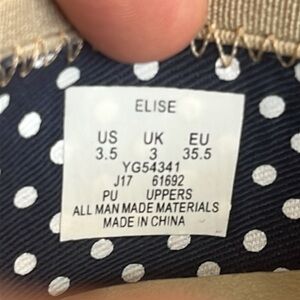 ELISE
US UK EU
3.5 3 35.5
YG54341
J17 61692
PU UPPERS
ALL MAN MADE MATERIALS
MADE IN CHINA